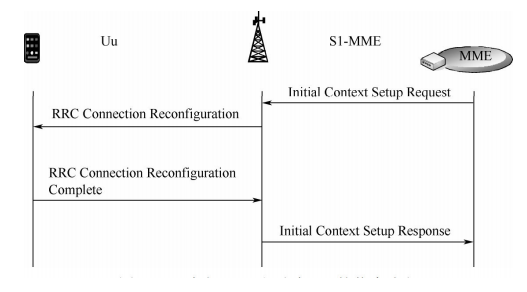 Uu
S1-MME
MME
Initial Context Setup Request
RRC Connection Reconfiguration
RRC Connection Reconfiguration
Complete
Initial Context Setup Response